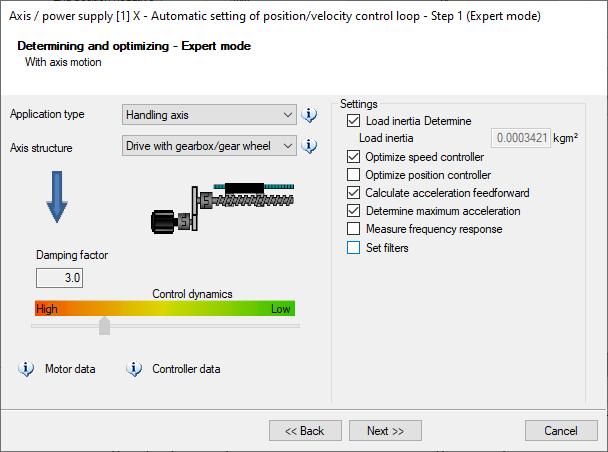 Axis / power supply [1] X - Automatic setting of position/velocity control loop - Step 1 (Expert mode)
Determining and optimizing - Expert mode
With axis motion
Application type
Handling axis
Axis structure
Drive with gearbox/gear wheel
Damping factor
3.0
Control dynamics
High
Low
Motor data
Controller data
Settings
Load inertia Determine
Load inertia
0.0003421
kgm²
Optimize speed controller
Optimize position controller
Calculate acceleration feedforward
Determine maximum acceleration
Measure frequency response
Set filters
<< Back
Next >>
Cancel